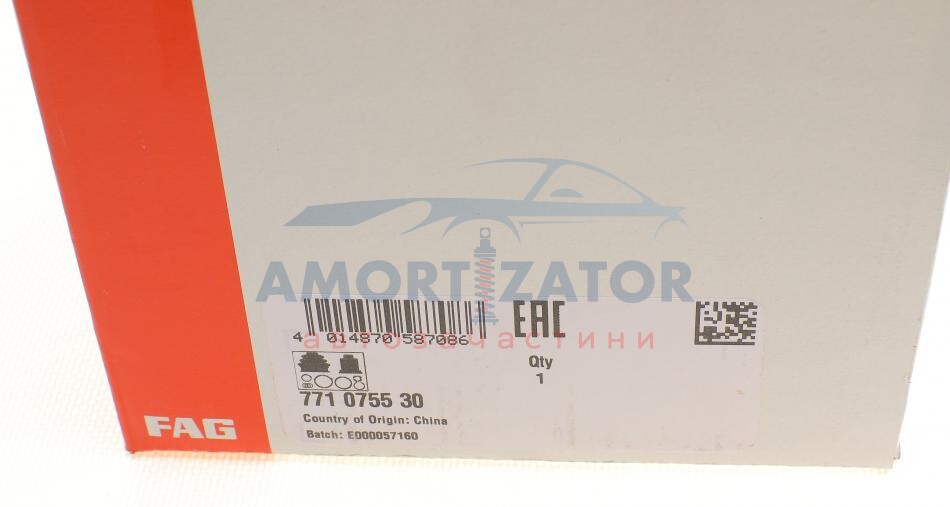 AMORTIZATOR
автозапчастини
4 014870 587086
EAC
Qty
1
771 0755 30
Country of Origin: China
Batch: E000057160
FAG